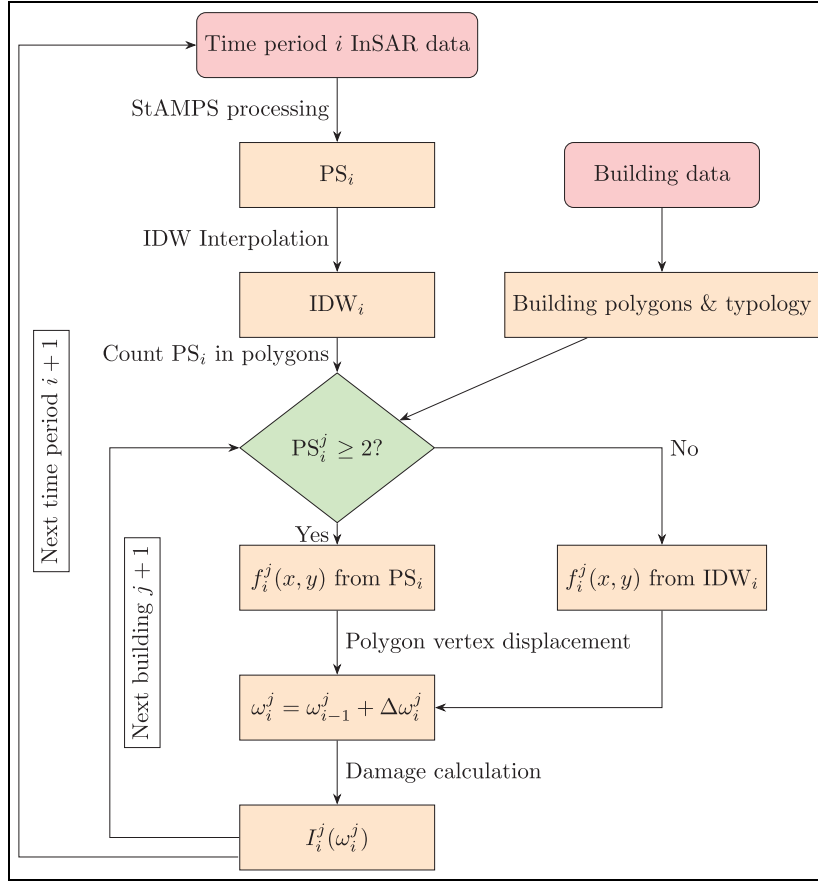 Time period i InSAR data
StAMPS processing
PS_i
Building data
IDW Interpolation
IDW_i
Building polygons & typology
Count PS_i in polygons
Next time period i + 1
PS_i^j ≥ 2?
No
Yes
Next building j + 1
f_i^j(x, y) from PS_i
f_i^j(x, y) from IDW_i
Polygon vertex displacement
ω_i^j = ω_{i−1}^j + Δω_i^j
Damage calculation
I_i^j(ω_i^j)